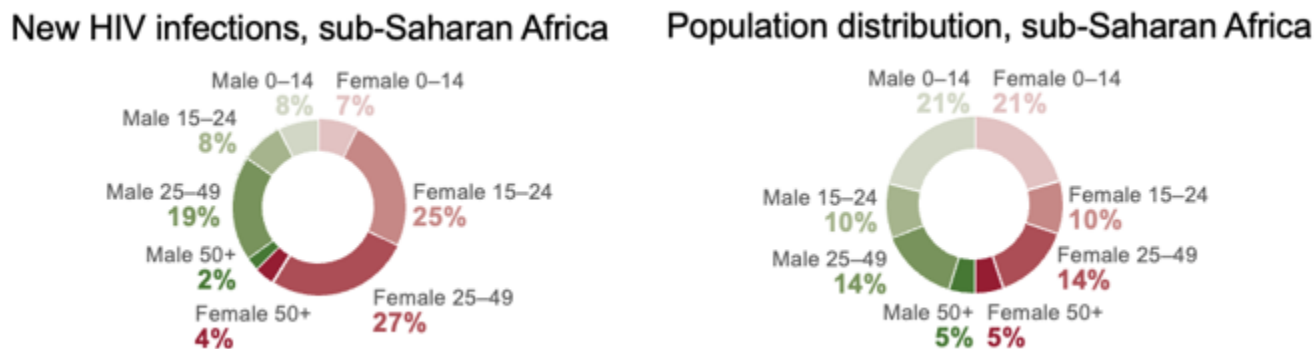 New HIV infections, sub-Saharan Africa
Male 0–14
8%
Female 0–14
7%
Male 15–24
8%
Male 25–49
19%
Female 15–24
25%
Male 50+
2%
Female 50+
4%
Female 25–49
27%
Population distribution, sub-Saharan Africa
Male 0–14
21%
Female 0–14
21%
Male 15–24
10%
Female 15–24
10%
Male 25–49
14%
Female 25–49
14%
Male 50+
5%
Female 50+
5%